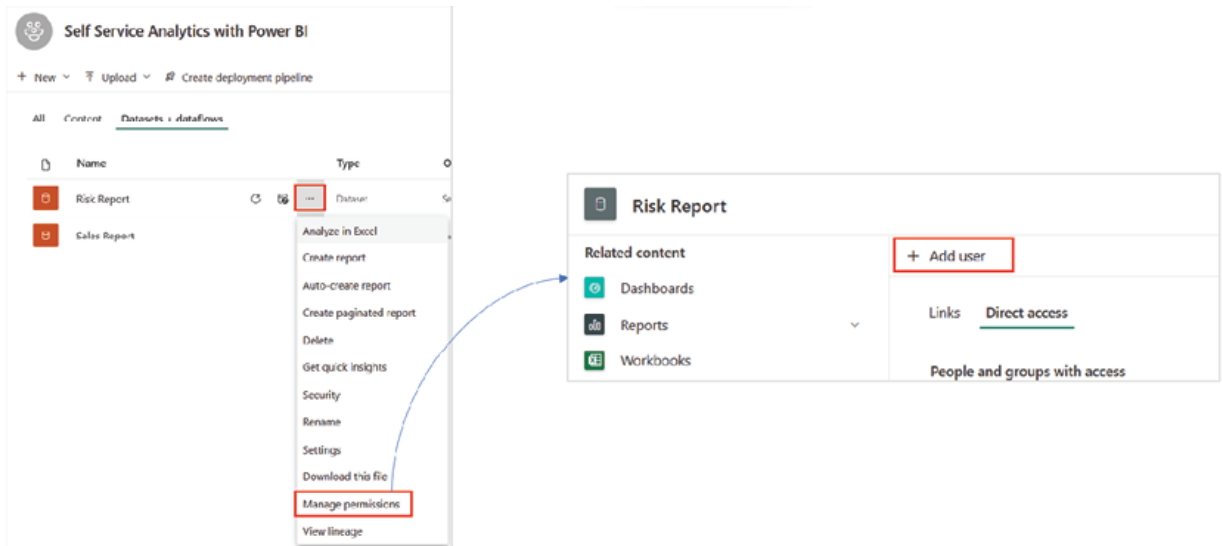 Self Service Analytics with Power BI
+ New Upload Create deployment pipeline
All Content Datasets + dataflows
Name Type O
Risk Report ... Dataset Se
Sales Report
Analyze in Excel
Create report
Auto-create report
Create paginated report
Delete
Get quick insights
Security
Rename
Settings
Download this file
Manage permissions
View lineage
Risk Report
Related content
Dashboards
Reports
Workbooks
+ Add user
Links Direct access
People and groups with access